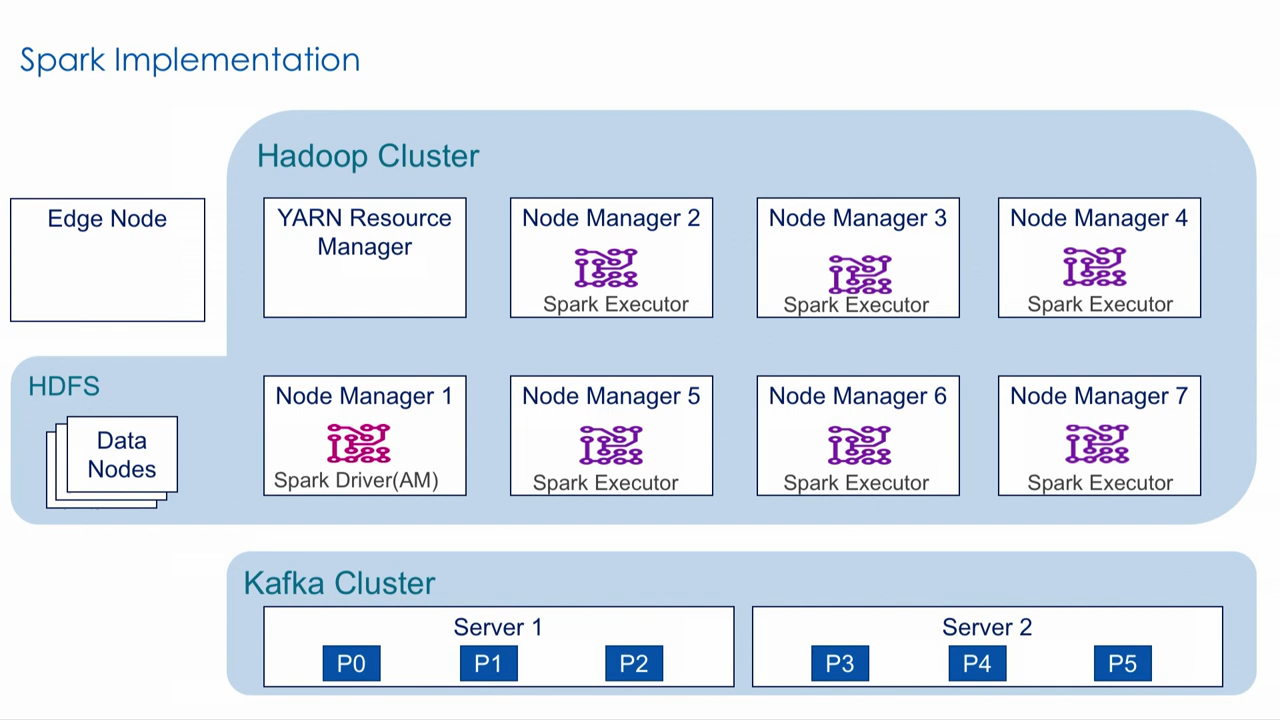 Spark Implementation
Hadoop Cluster
Edge Node
YARN Resource
Manager
Node Manager 2
Spark Executor
Node Manager 3
Spark Executor
Node Manager 4
Spark Executor
HDFS
Data
Nodes
Node Manager 1
Spark Driver(AM)
Node Manager 5
Spark Executor
Node Manager 6
Spark Executor
Node Manager 7
Spark Executor
Kafka Cluster
Server 1
P0
P1
P2
Server 2
P3
P4
P5